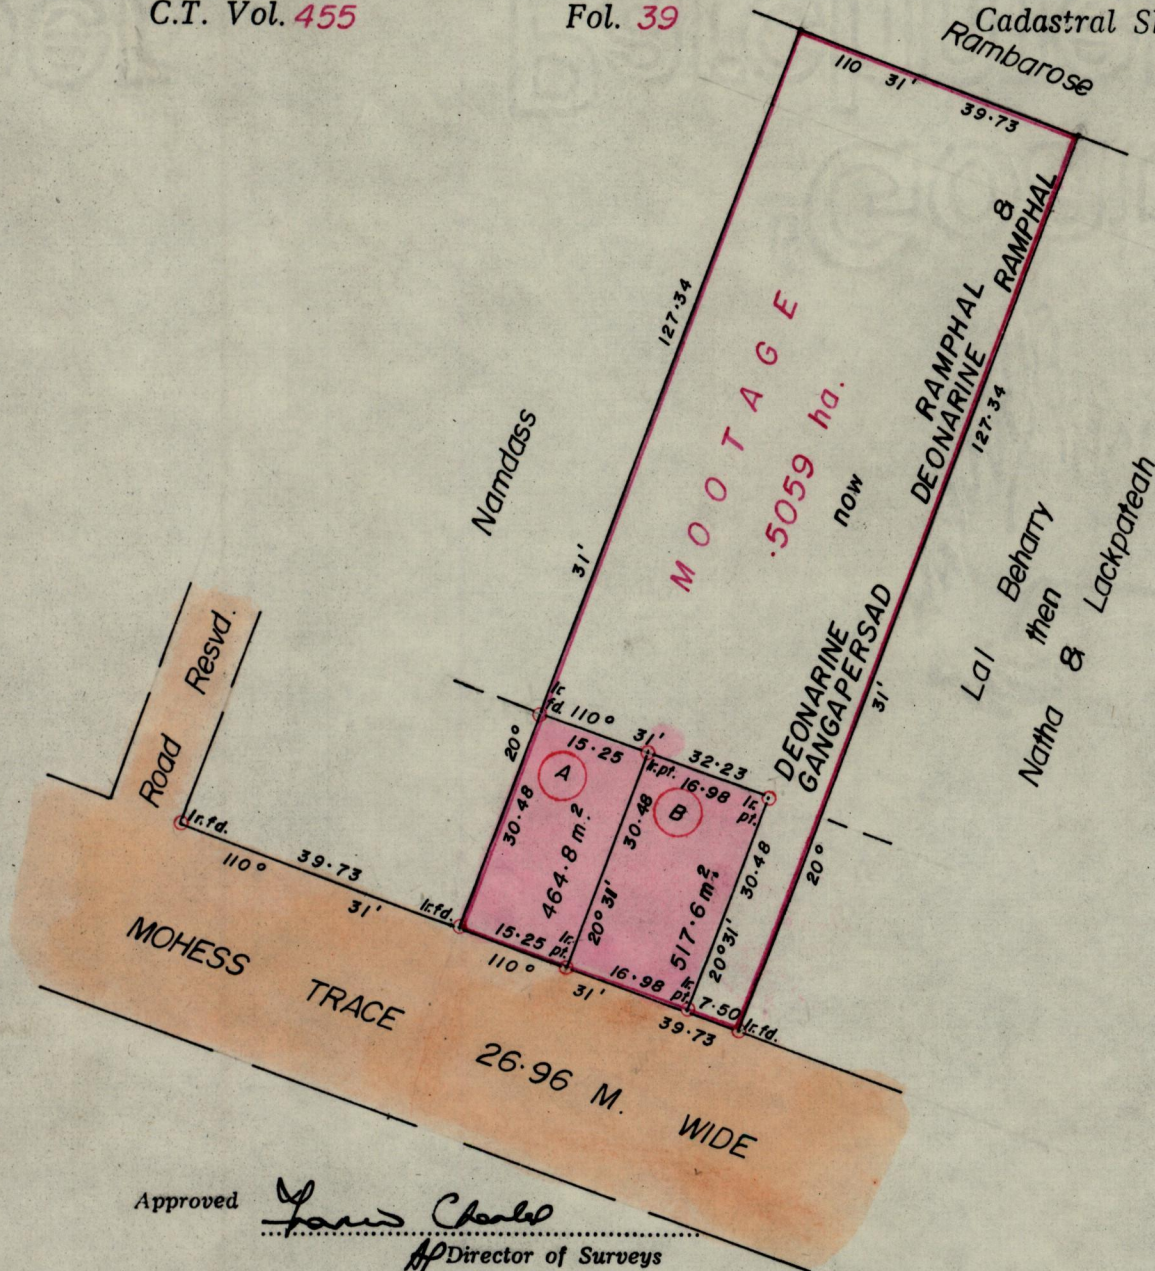 C.T. Vol. 455 Fol. 39 Cadastral
Rambarose
110 31' 39·73
RAMPHAL
&
RAMPHAL
DEONARINE
127·34
127·34
MOOTAGE
.5059 ha.
now
Namdass
31'
Lal Beharry
then
Natha & Lackpateah
DEONARINE
GANGAPERSAD
31'
Road Resvd.
Ir.
fd. 110° 31' 32·23
15·25 Ir.pt. 16·98 Ir.
pt.
20°
A
B
30·48
30·48
30·48
464·8 m.²
517·6 m.²
20° 31'
20° 31'
20°
Ir.fd.
110° 39·73 31'
Ir.fd.
15·25 Ir.
pt.
16·98 Ir.
pt.
7·50 Ir.fd.
110° 31' 39·73
MOHESS TRACE 26·96 M. WIDE
Approved
Director of Surveys